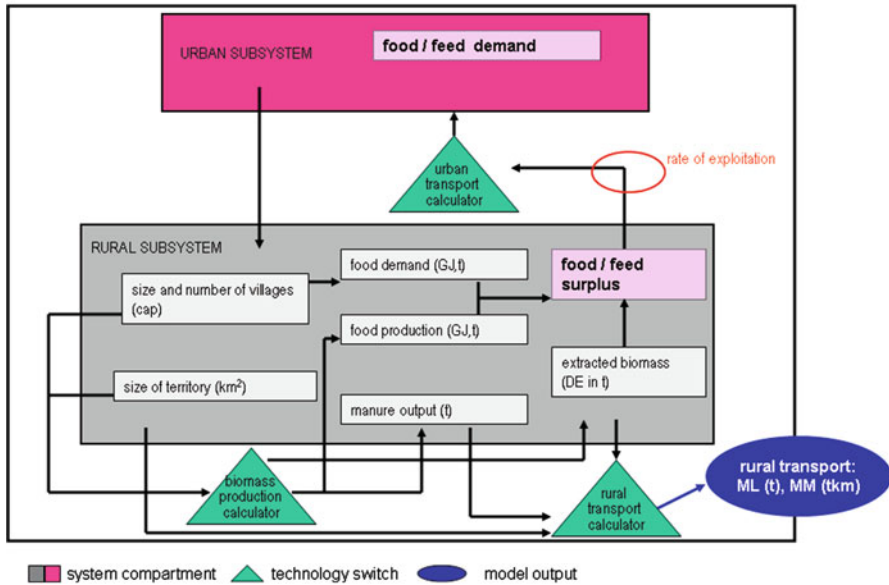 URBAN SUBSYSTEM
food / feed demand
urban
transport
calculator
rate of exploitation
RURAL SUBSYSTEM
size and number of villages
(cap)
food demand (GJ,t)
food / feed
surplus
food production (GJ,t)
size of territory (km²)
extracted biomass
(DE in t)
manure output (t)
biomass
production
calculator
rural
transport
calculator
rural transport:
ML (t), MM (tkm)
system compartment
technology switch
model output